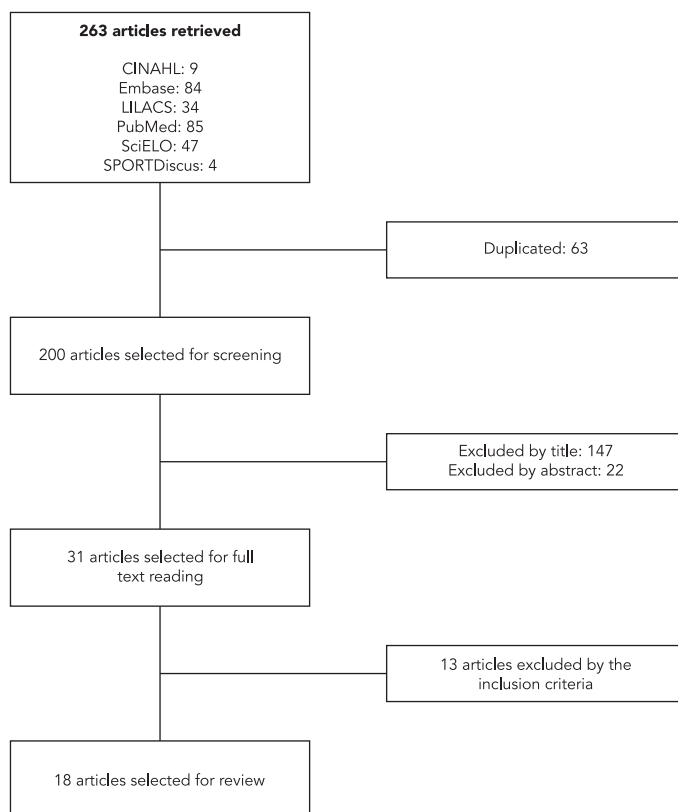 263 articles retrieved
CINAHL: 9
Embase: 84
LILACS: 34
PubMed: 85
SciELO: 47
SPORTDiscus: 4
Duplicated: 63
200 articles selected for screening
Excluded by title: 147
Excluded by abstract: 22
31 articles selected for full
text reading
13 articles excluded by the
inclusion criteria
18 articles selected for review